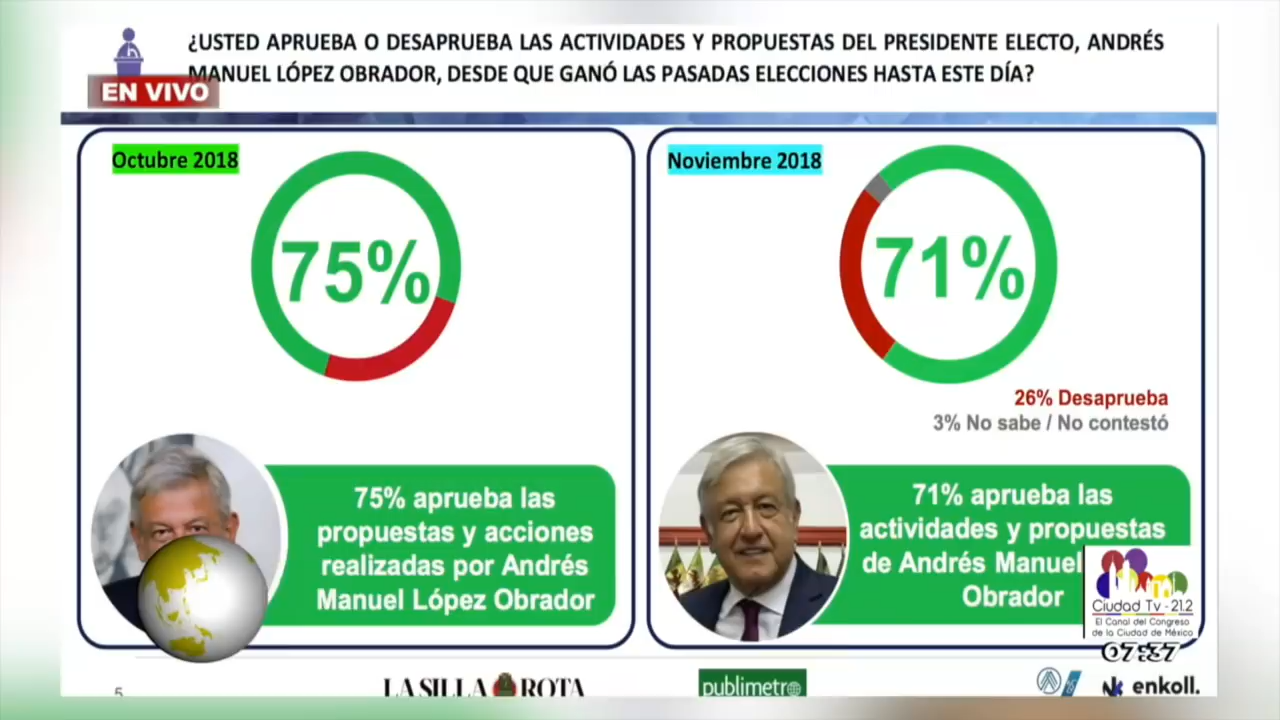 ¿USTED APRUEBA O DESAPRUEBA LAS ACTIVIDADES Y PROPUESTAS DEL PRESIDENTE ELECTO, ANDRÉS
MANUEL LÓPEZ OBRADOR, DESDE QUE GANÓ LAS PASADAS ELECCIONES HASTA ESTE DÍA?
EN VIVO
Octubre 2018
75%
75% aprueba las
propuestas y acciones
realizadas por Andrés
Manuel López Obrador
Noviembre 2018
71%
26% Desaprueba
3% No sabe / No contestó
71% aprueba las
actividades y propuestas
de Andrés Manuel
Obrador
Ciudad Tv - 21.2
El Canal del Congreso
de la Ciudad de México
07:37
5
LA SILLA ROTA
publimetro
enkoll.